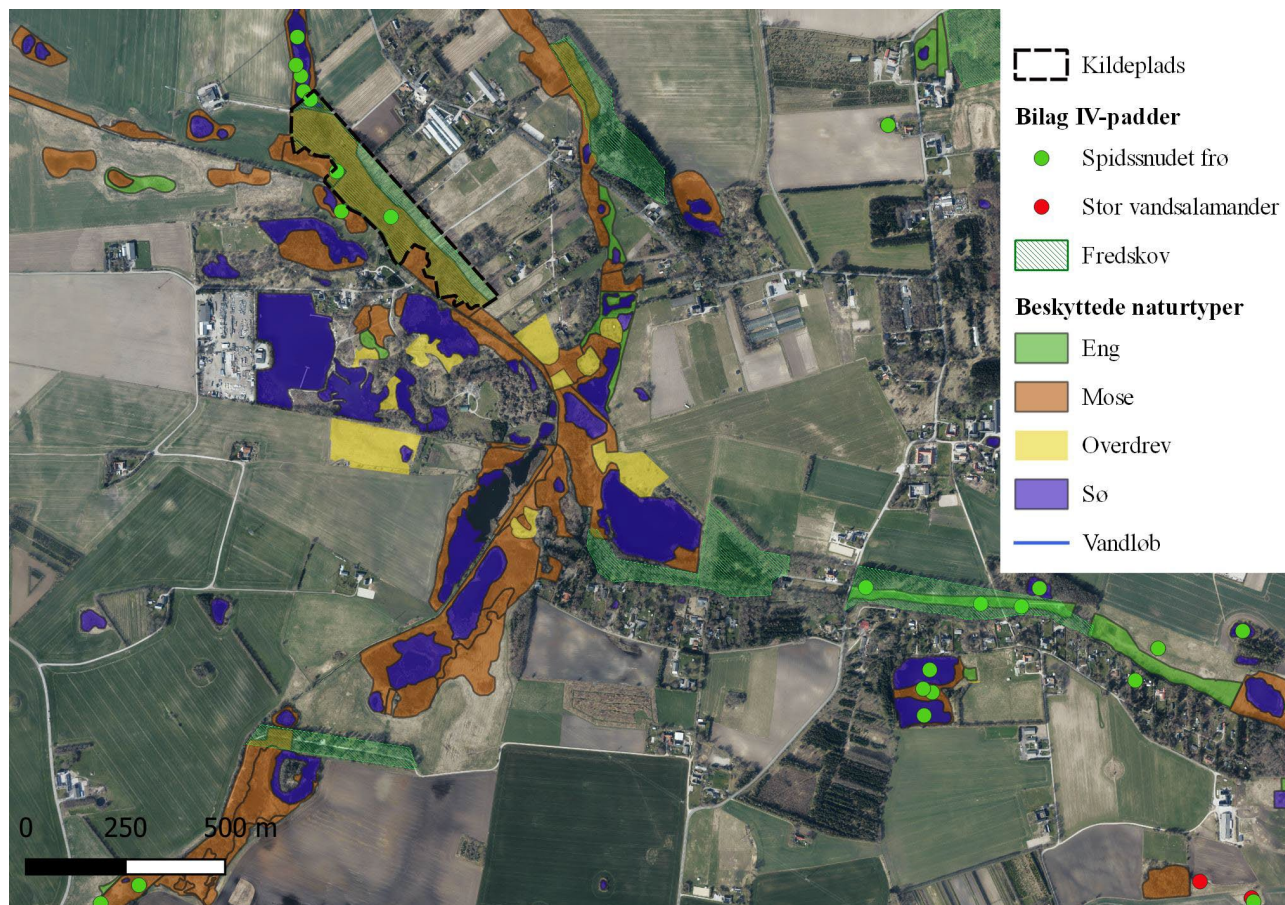 Kildeplads
Bilag IV-padder
Spidssnudet frø
Stor vandsalamander
Fredskov
Beskyttede naturtyper
Eng
Mose
Overdrev
Sø
Vandløb
0 250 500 m